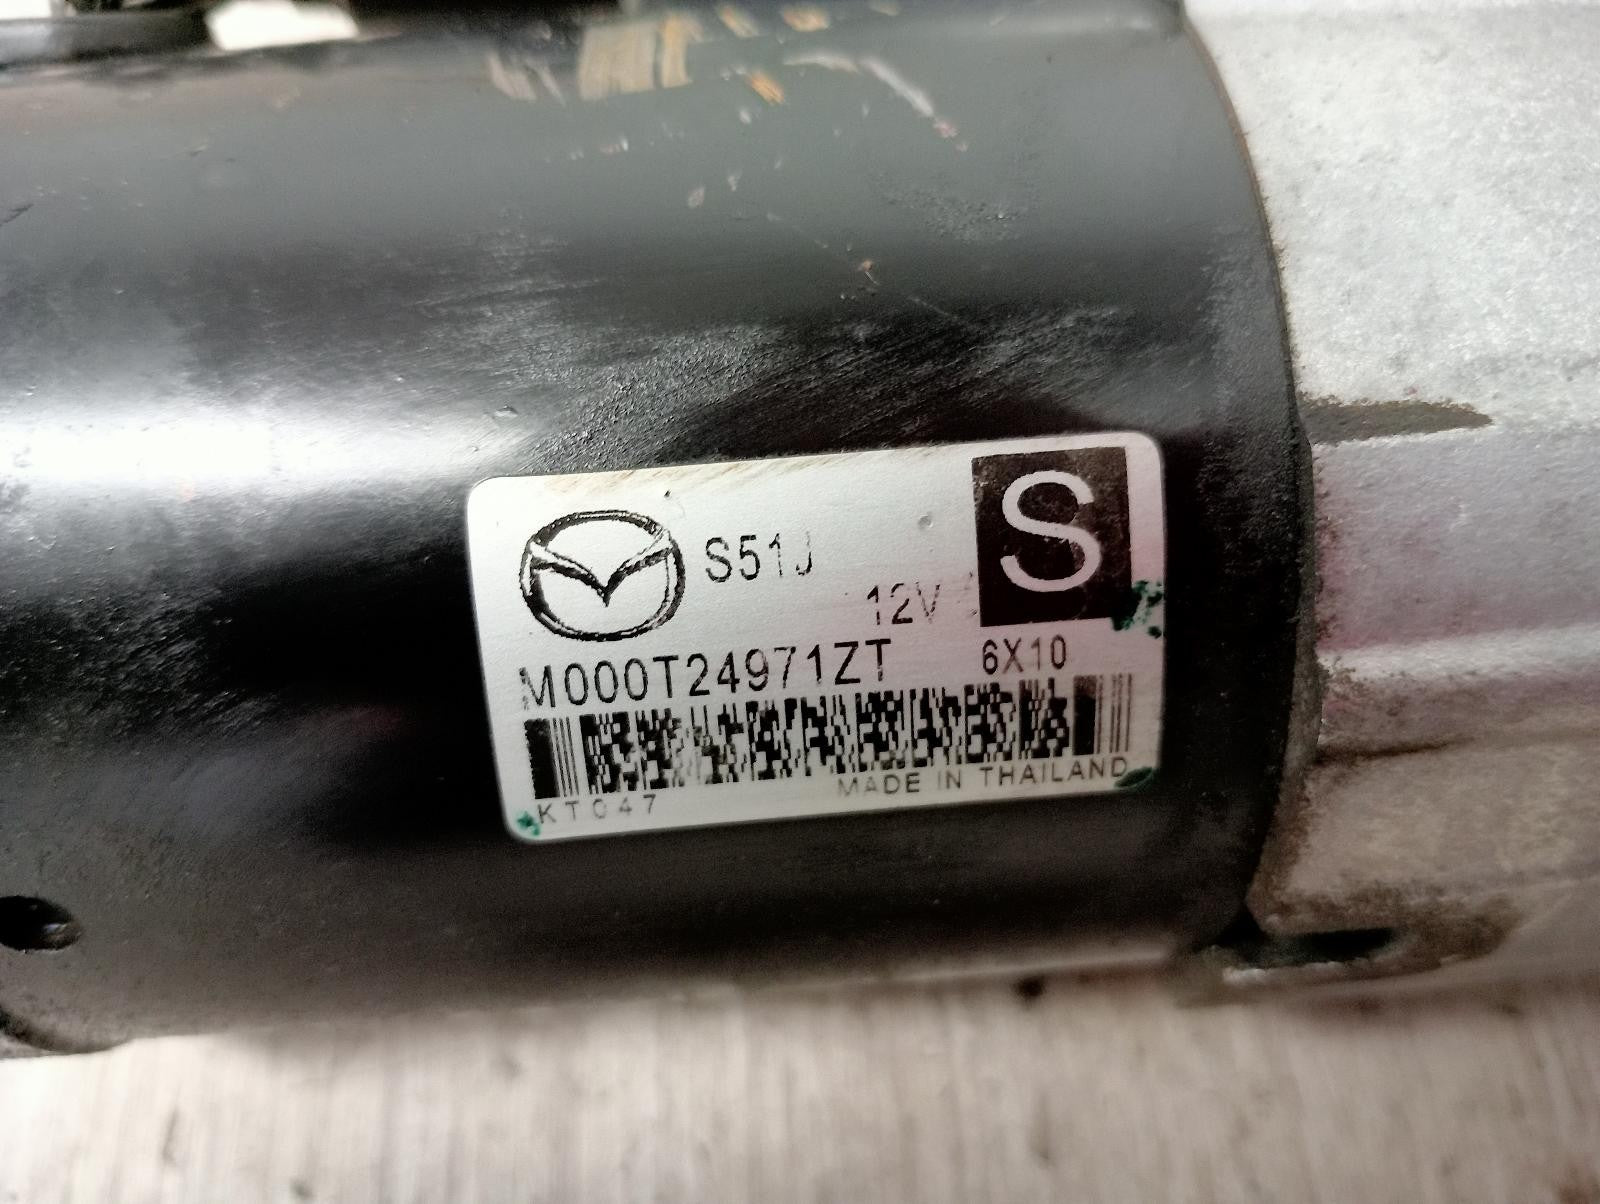 S51J
S
12V
M000T24971ZT
6X10
KT047
MADE IN THAILAND